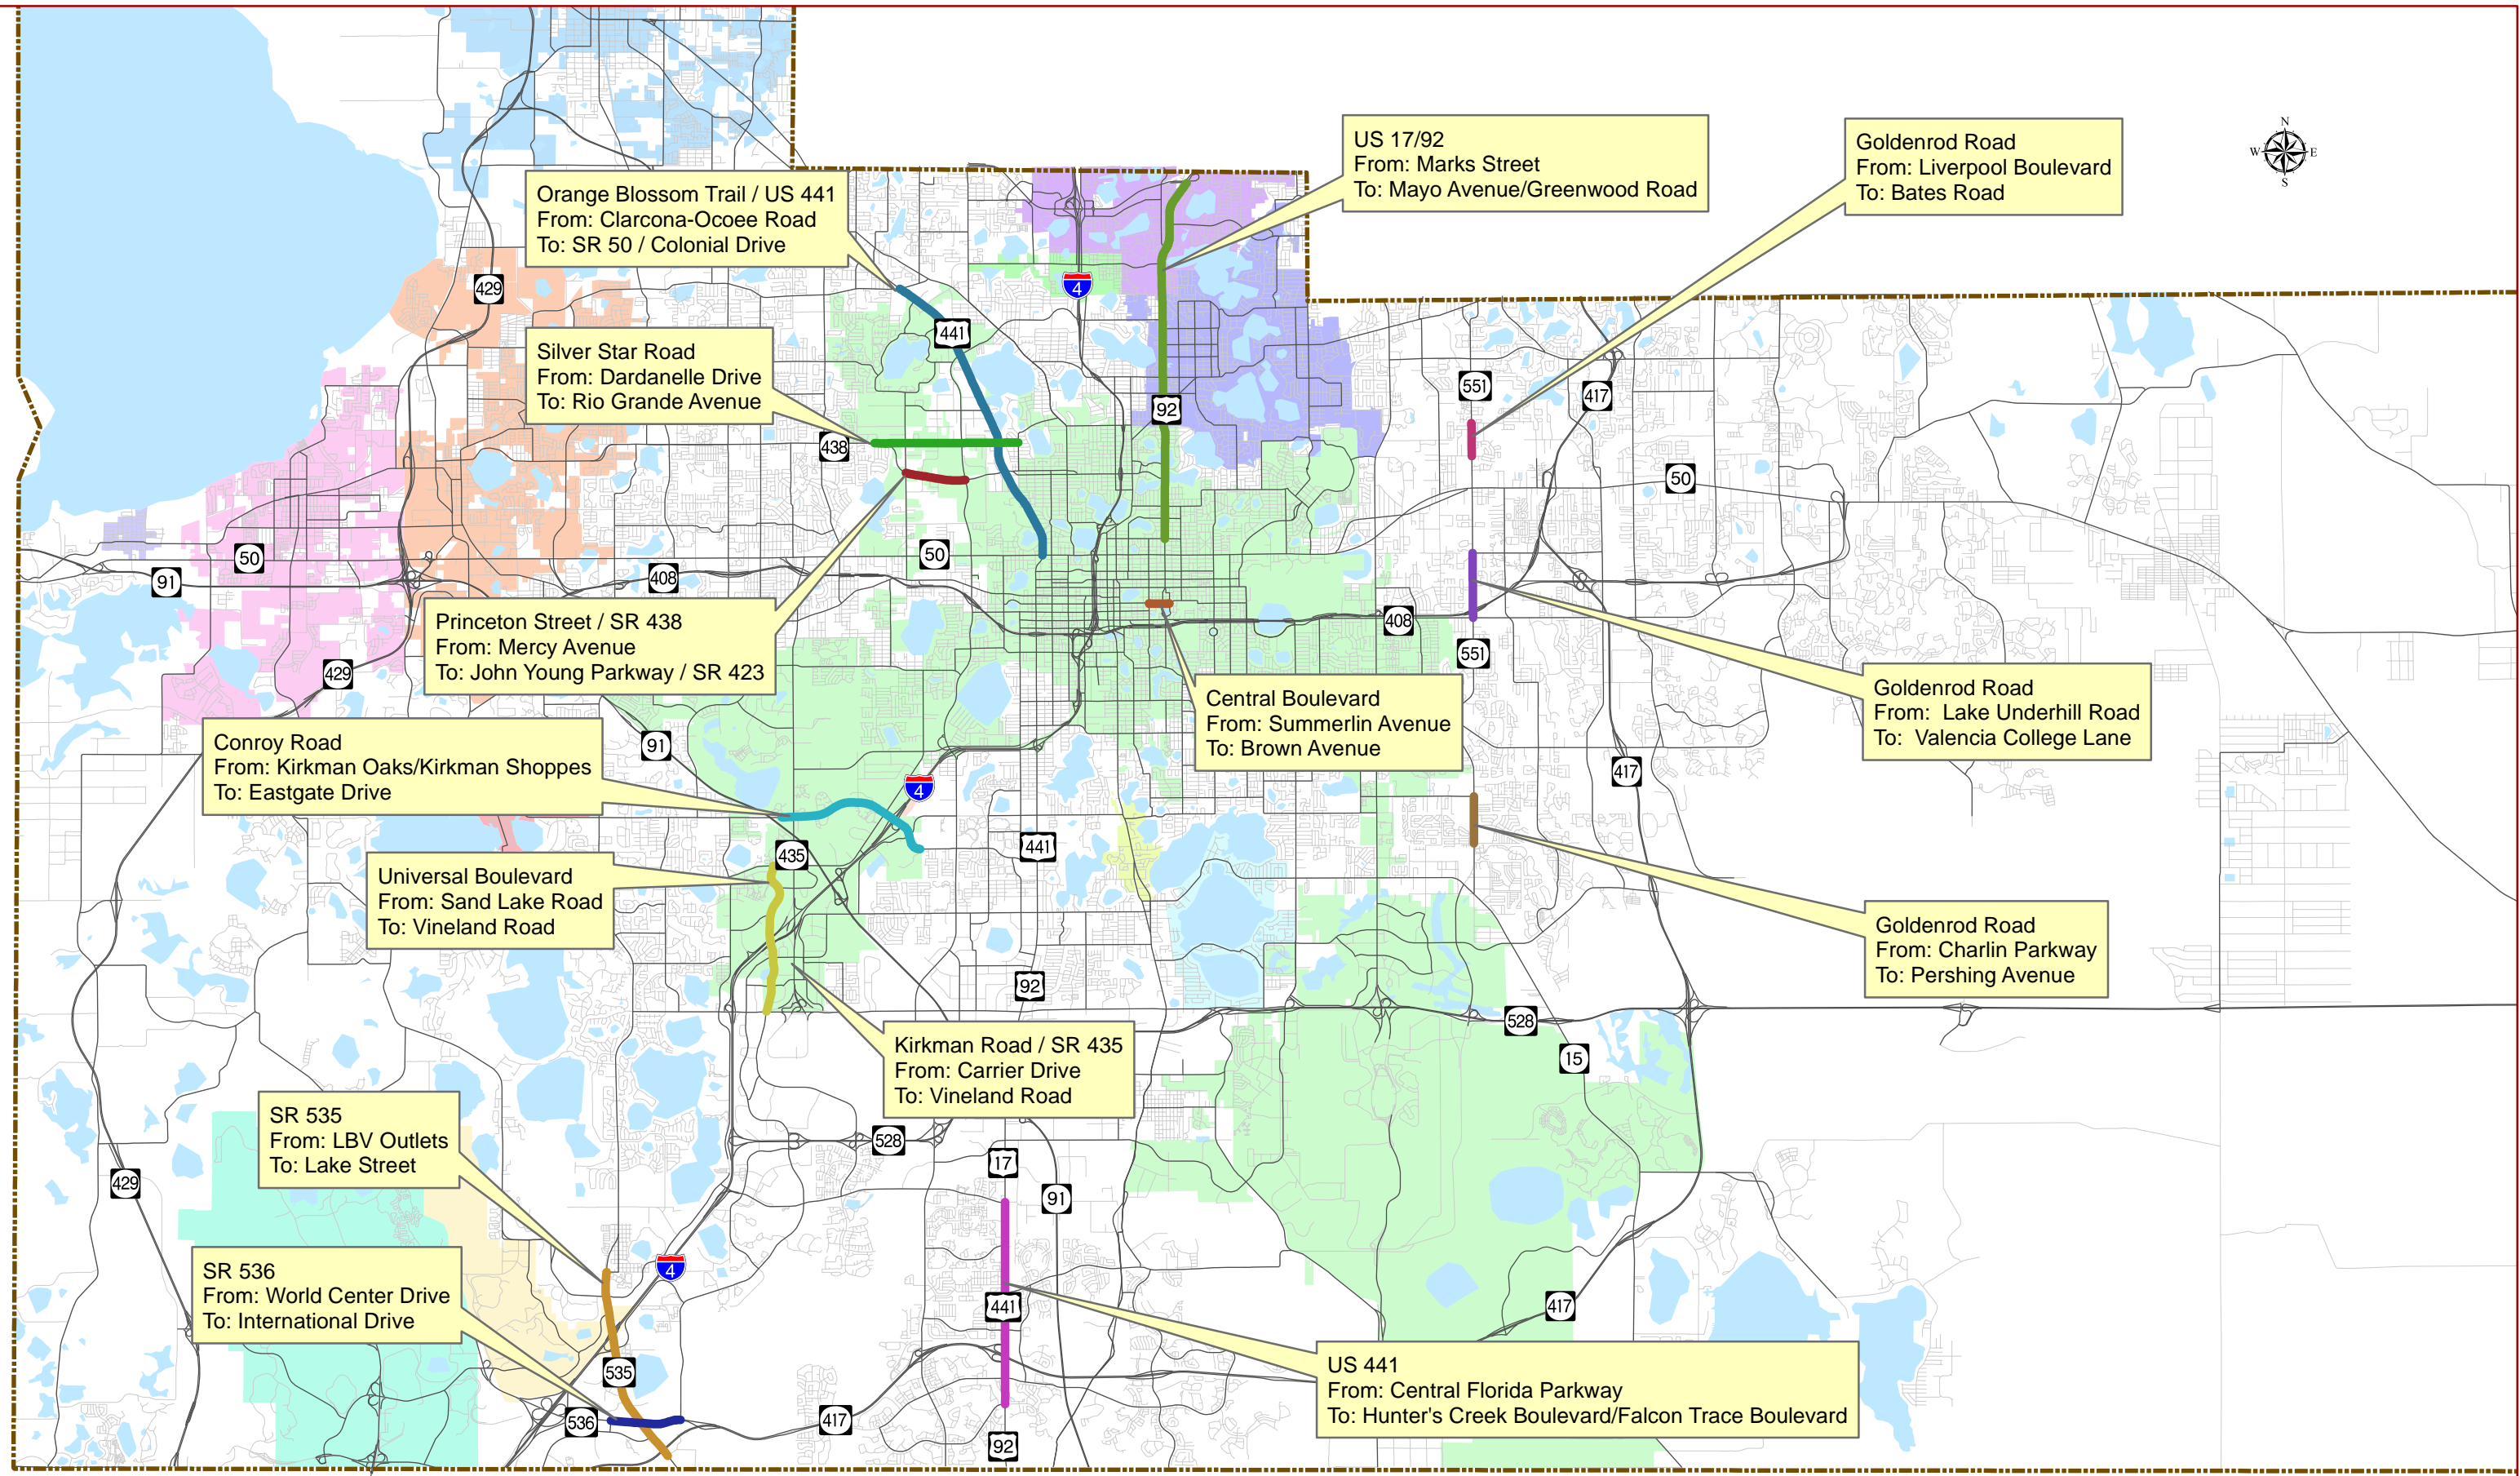 US 17/92
From: Marks Street
To: Mayo Avenue/Greenwood Road
Goldenrod Road
From: Liverpool Boulevard
To: Bates Road
N
W
E
S
Orange Blossom Trail / US 441
From: Clarcona-Ocoee Road
To: SR 50 / Colonial Drive
429
4
441
Silver Star Road
From: Dardanelle Drive
To: Rio Grande Avenue
551
417
92
438
50
50
50
91
408
Princeton Street / SR 438
From: Mercy Avenue
To: John Young Parkway / SR 423
408
551
429
Central Boulevard
From: Summerlin Avenue
To: Brown Avenue
Goldenrod Road
From: Lake Underhill Road
To: Valencia College Lane
Conroy Road
From: Kirkman Oaks/Kirkman Shoppes
To: Eastgate Drive
91
4
417
435
441
Universal Boulevard
From: Sand Lake Road
To: Vineland Road
Goldenrod Road
From: Charlin Parkway
To: Pershing Avenue
92
528
15
Kirkman Road / SR 435
From: Carrier Drive
To: Vineland Road
SR 535
From: LBV Outlets
To: Lake Street
528
17
429
91
SR 536
From: World Center Drive
To: International Drive
4
441
417
535
US 441
From: Central Florida Parkway
To: Hunter's Creek Boulevard/Falcon Trace Boulevard
536
417
92